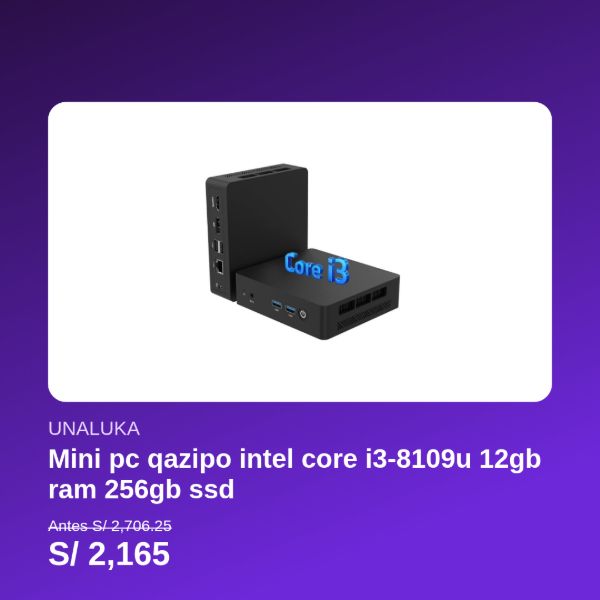 Core i3
UNALUKA
Mini pc qazipo intel core i3-8109u 12gb
ram 256gb ssd
Antes S/ 2,706.25
S/ 2,165